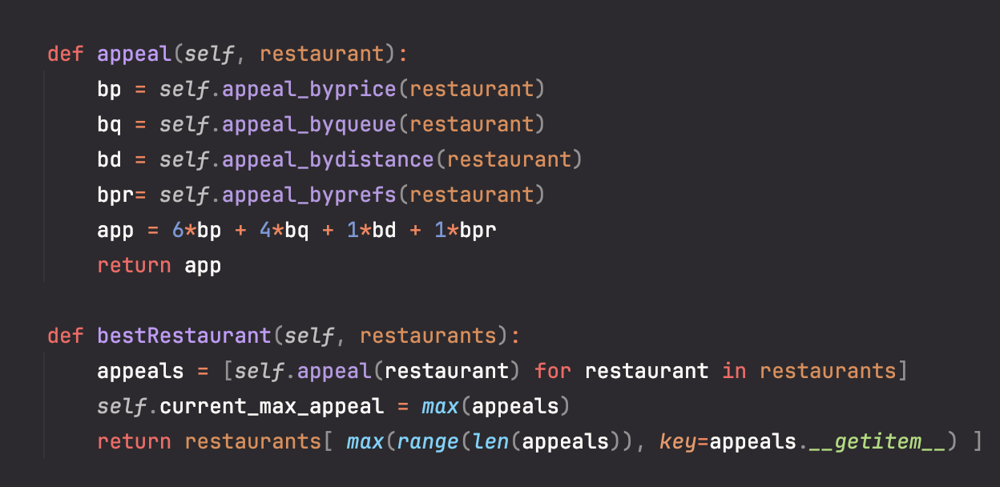 def appeal(self, restaurant):
    bp = self.appeal_byprice(restaurant)
    bq = self.appeal_byqueue(restaurant)
    bd = self.appeal_bydistance(restaurant)
    bpr= self.appeal_byprefs(restaurant)
    app = 6*bp + 4*bq + 1*bd + 1*bpr
    return app

def bestRestaurant(self, restaurants):
    appeals = [self.appeal(restaurant) for restaurant in restaurants]
    self.current_max_appeal = max(appeals)
    return restaurants[ max(range(len(appeals)), key=appeals.__getitem__) ]